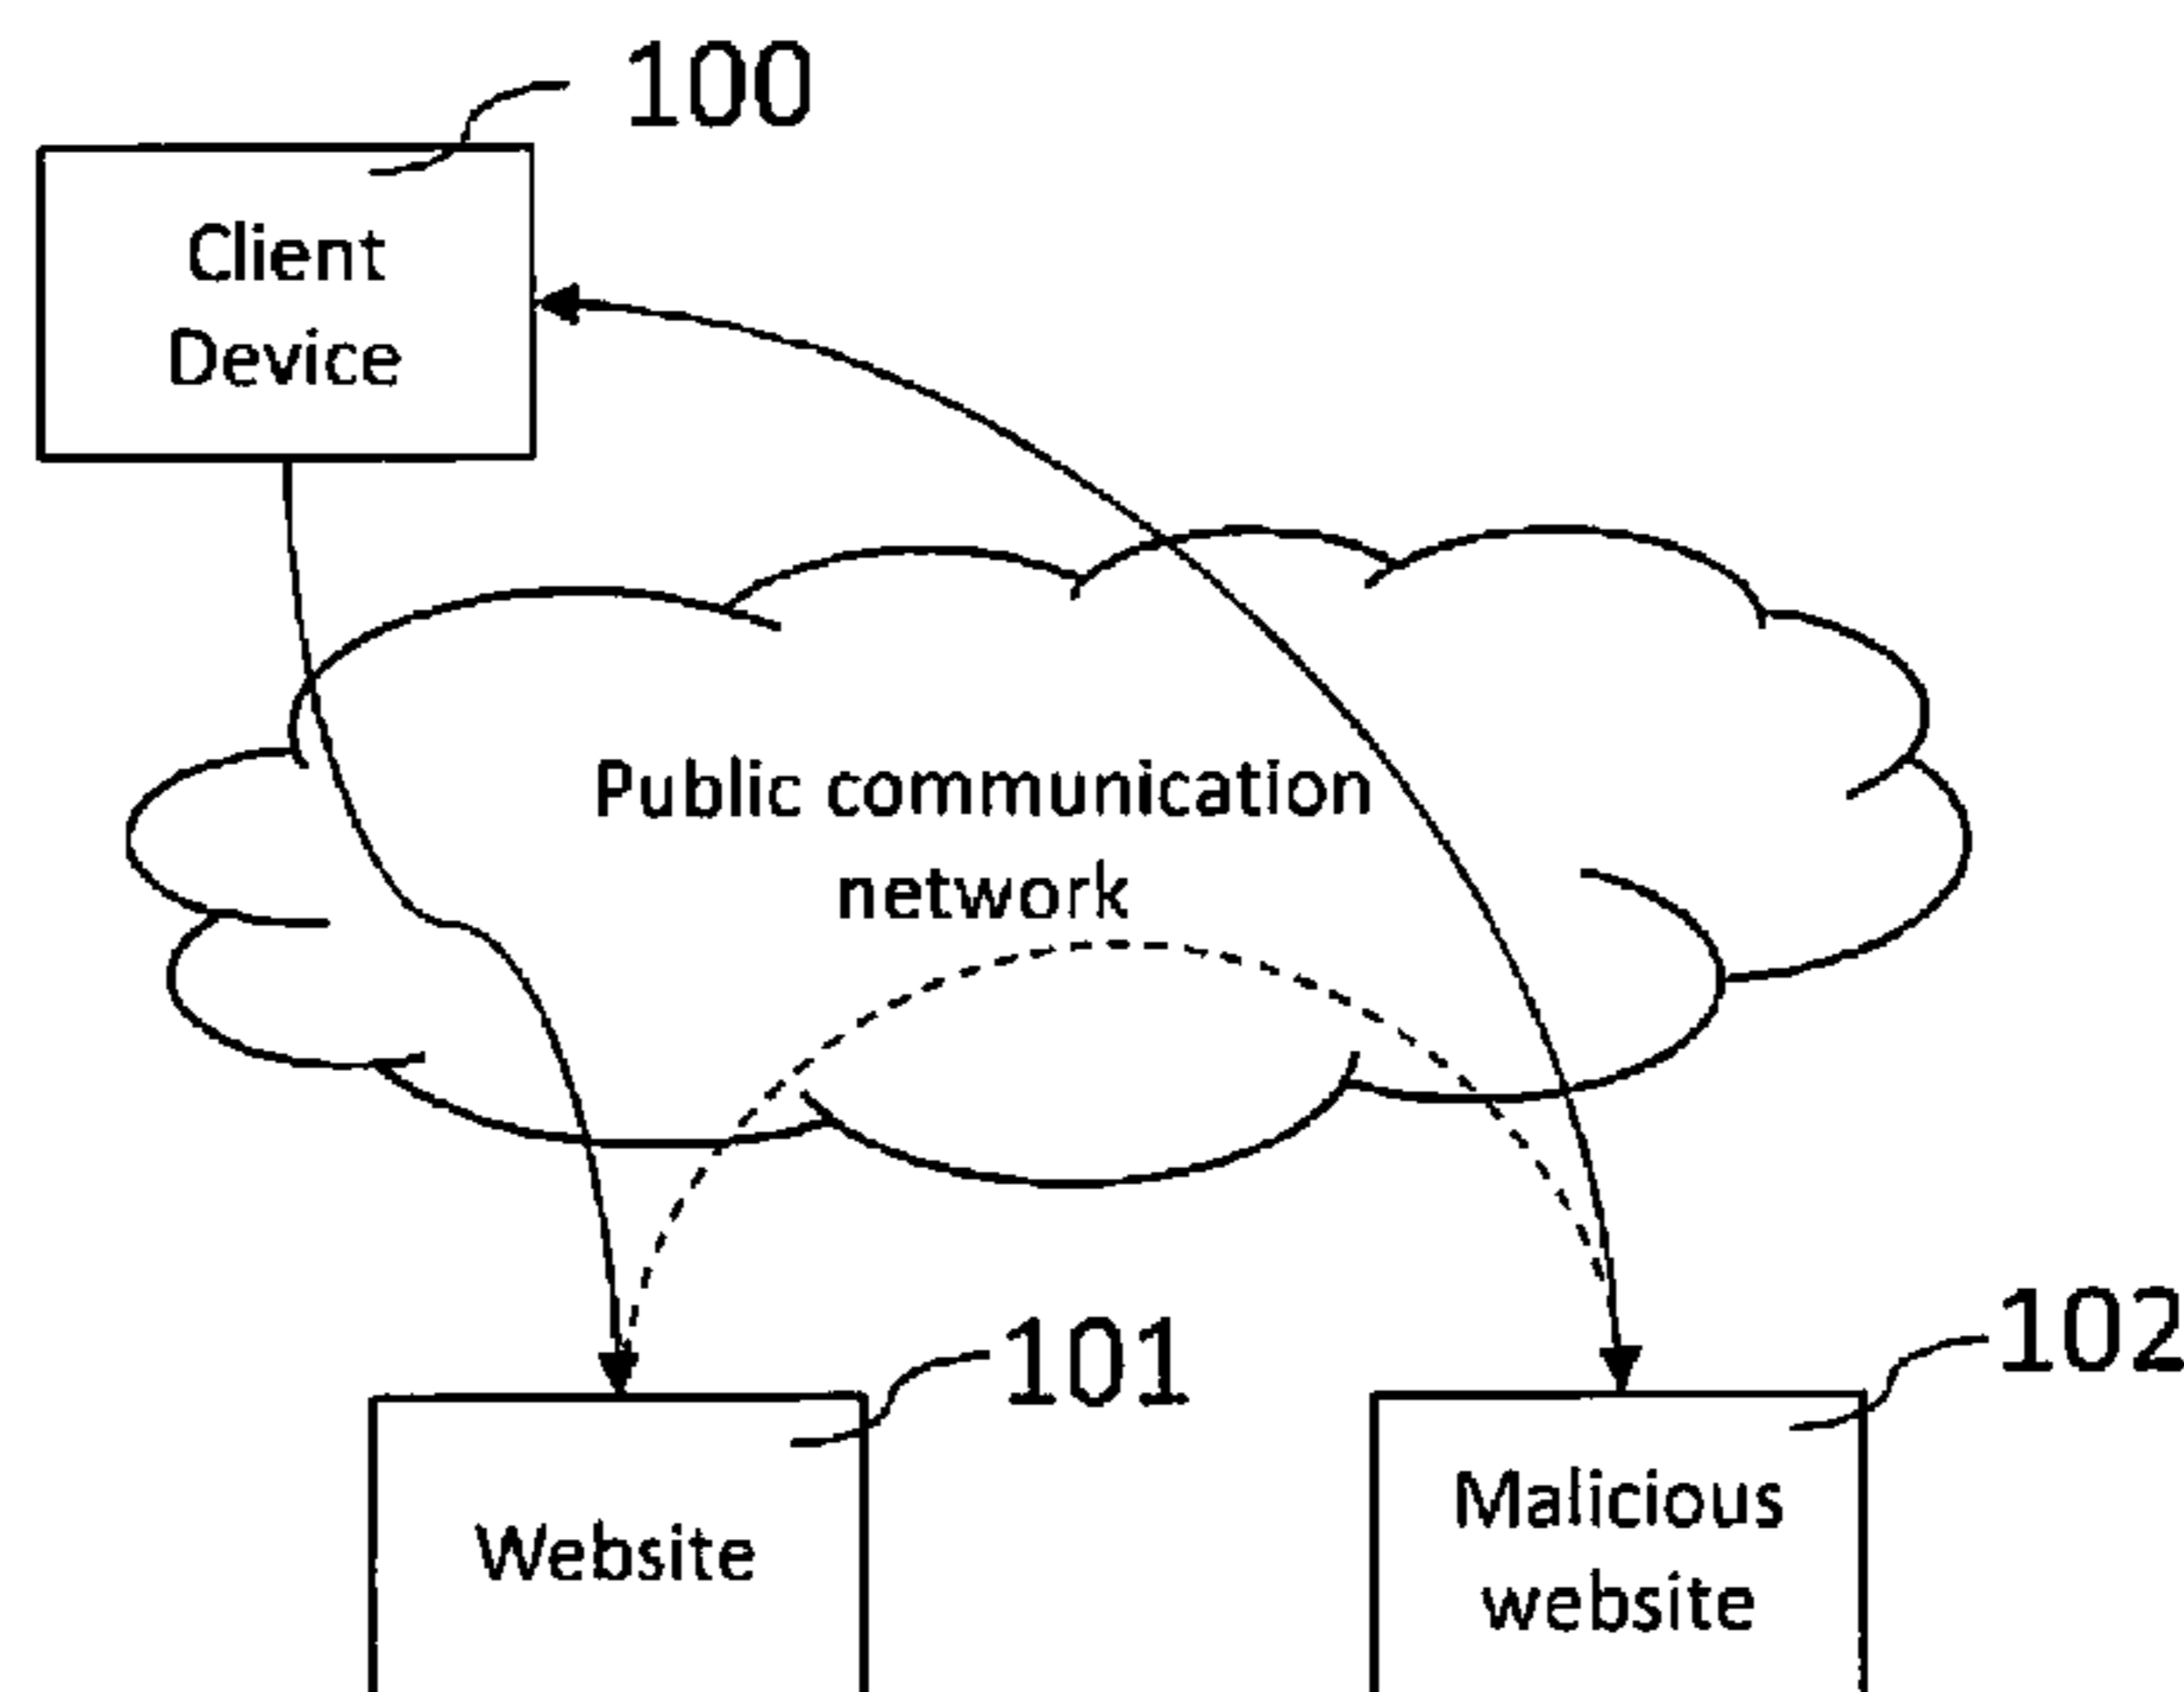 100
Client
Device
Public communication
network
101
102
Website
Malicious
website